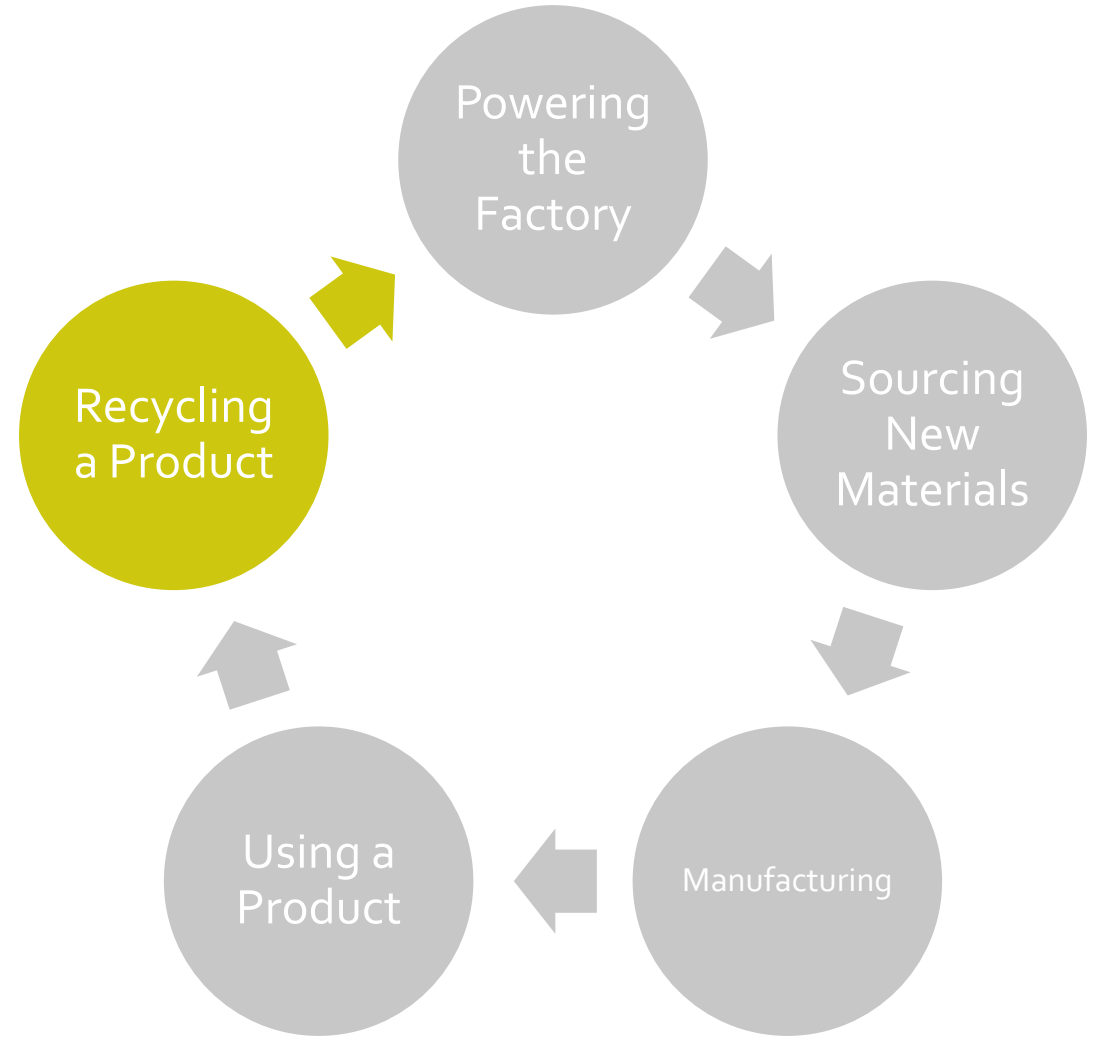 Powering
the
Factory
Sourcing
New
Materials
Manufacturing
Using a
Product
Recycling
a Product